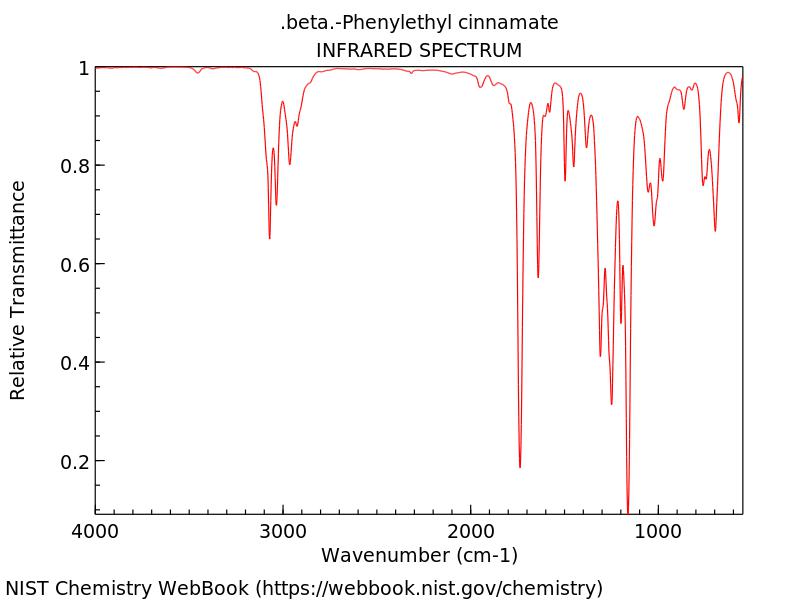 .beta.-Phenylethyl cinnamate
INFRARED SPECTRUM
1
0.8
0.6
0.4
0.2
Relative Transmittance
4000 3000 2000 1000
Wavenumber (cm-1)
NIST Chemistry WebBook (https://webbook.nist.gov/chemistry)